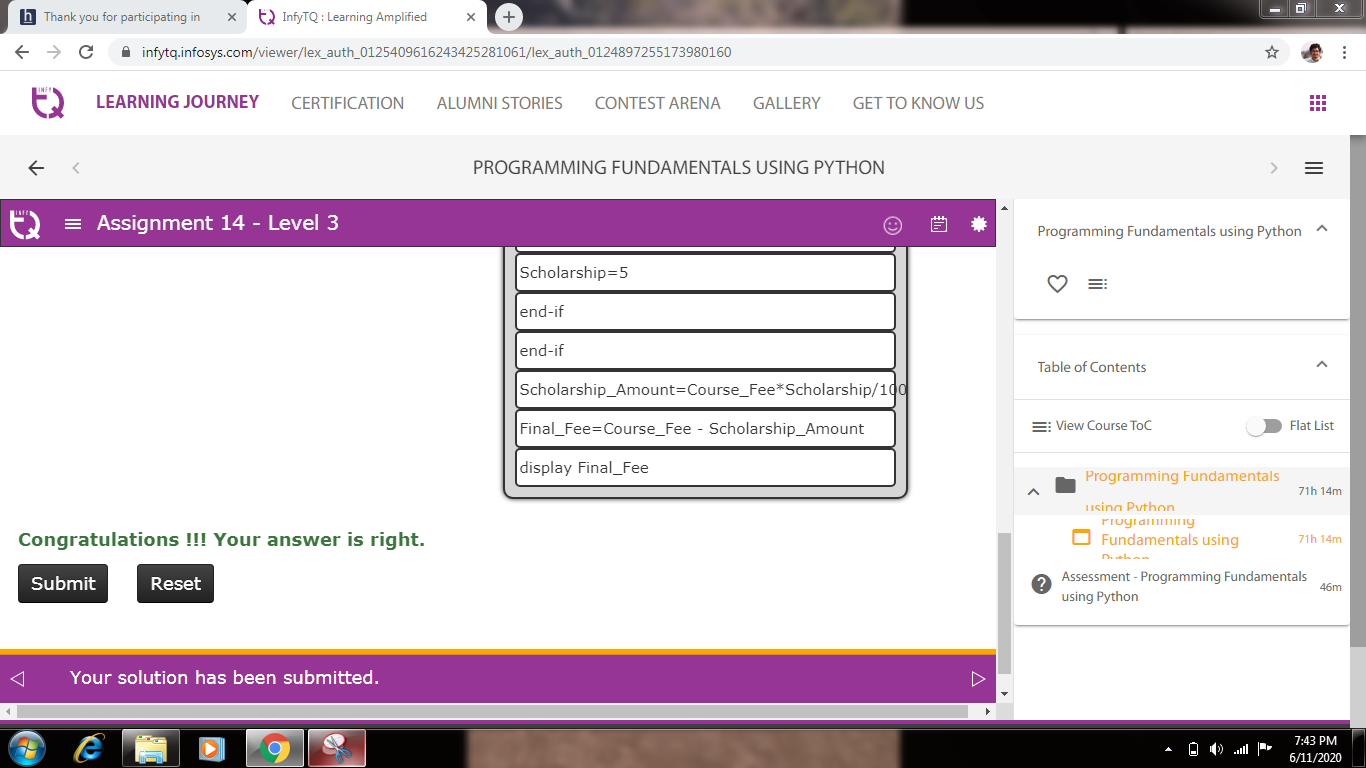 Thank you for participating in
InfyTQ : Learning Amplified
infytq.infosys.com/viewer/lex_auth_0125409616243425281061/lex_auth_0124897255173980160
INFY
TQ
LEARNING JOURNEY
CERTIFICATION
ALUMNI STORIES
CONTEST ARENA
GALLERY
GET TO KNOW US
PROGRAMMING FUNDAMENTALS USING PYTHON
Assignment 14 - Level 3
Scholarship=5
end-if
end-if
Scholarship_Amount=Course_Fee*Scholarship/100
Final_Fee=Course_Fee - Scholarship_Amount
display Final_Fee
Congratulations !!! Your answer is right.
Submit
Reset
Your solution has been submitted.
Programming Fundamentals using Python
Table of Contents
View Course ToC
Flat List
Programming Fundamentals
using Python
71h 14m
Programming
Fundamentals using
Python
71h 14m
Assessment - Programming Fundamentals
using Python
46m
7:43 PM
6/11/2020